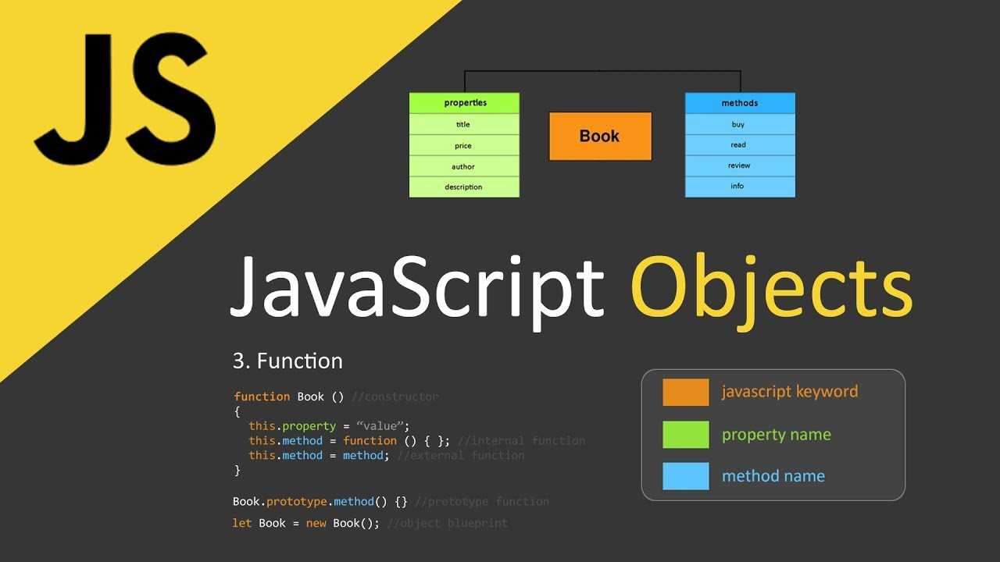 JS
properties
title
price
author
description
Book
methods
buy
read
review
info
JavaScript Objects
3. Function
function Book () //constructor
{
this.property = “value”;
this.method = function () { }; //internal function
this.method = method; //external function
}
Book.prototype.method() {} //prototype function
let Book = new Book(); //object blueprint
javascript keyword
property name
method name